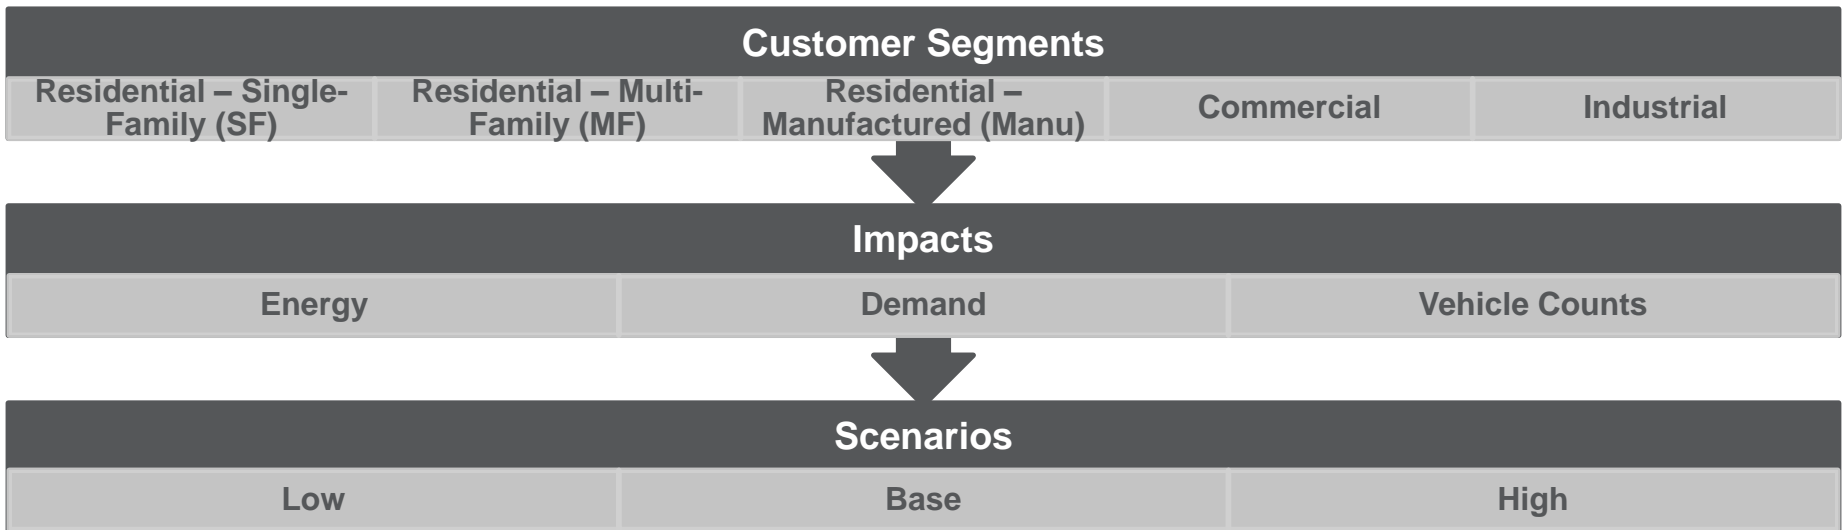 Customer Segments
Residential – Single-
Family (SF)
Residential – Multi-
Family (MF)
Residential –
Manufactured (Manu)
Commercial
Industrial
Impacts
Energy
Demand
Vehicle Counts
Scenarios
Low
Base
High